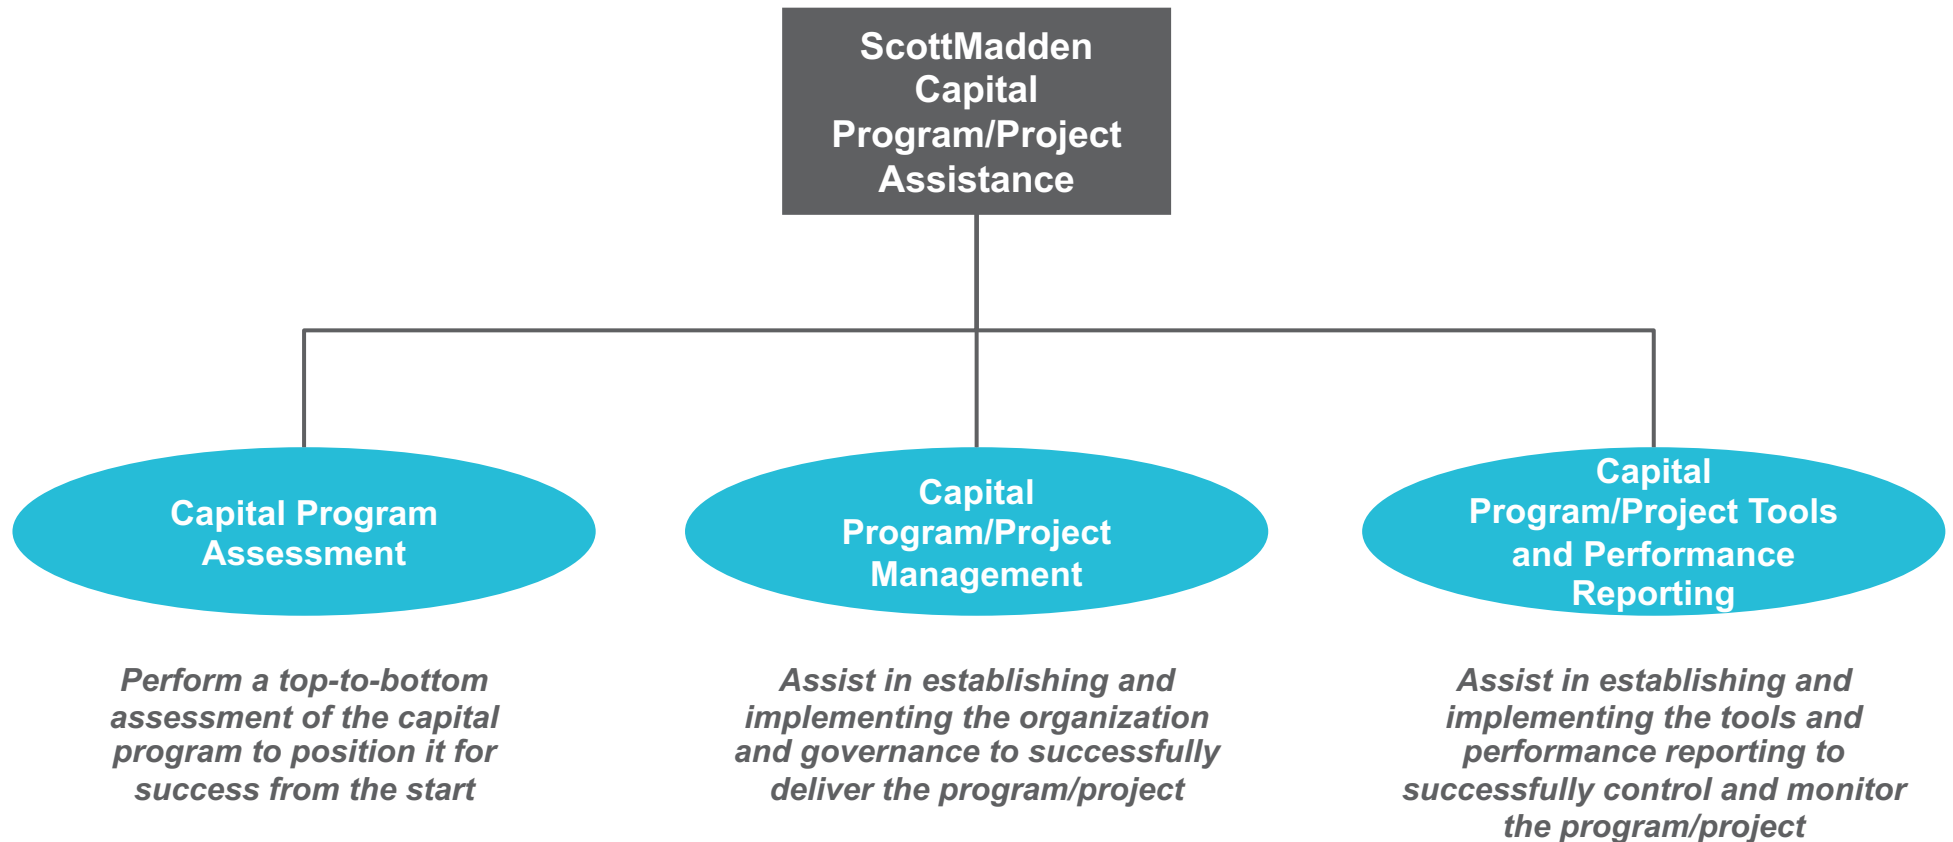 ScottMadden
Capital
Program/Project
Assistance
Capital Program
Assessment
Capital
Program/Project
Management
Capital
Program/Project Tools
and Performance
Reporting
Perform a top-to-bottom
assessment of the capital
program to position it for
success from the start
Assist in establishing and
implementing the organization
and governance to successfully
deliver the program/project
Assist in establishing and
implementing the tools and
performance reporting to
successfully control and monitor
the program/project